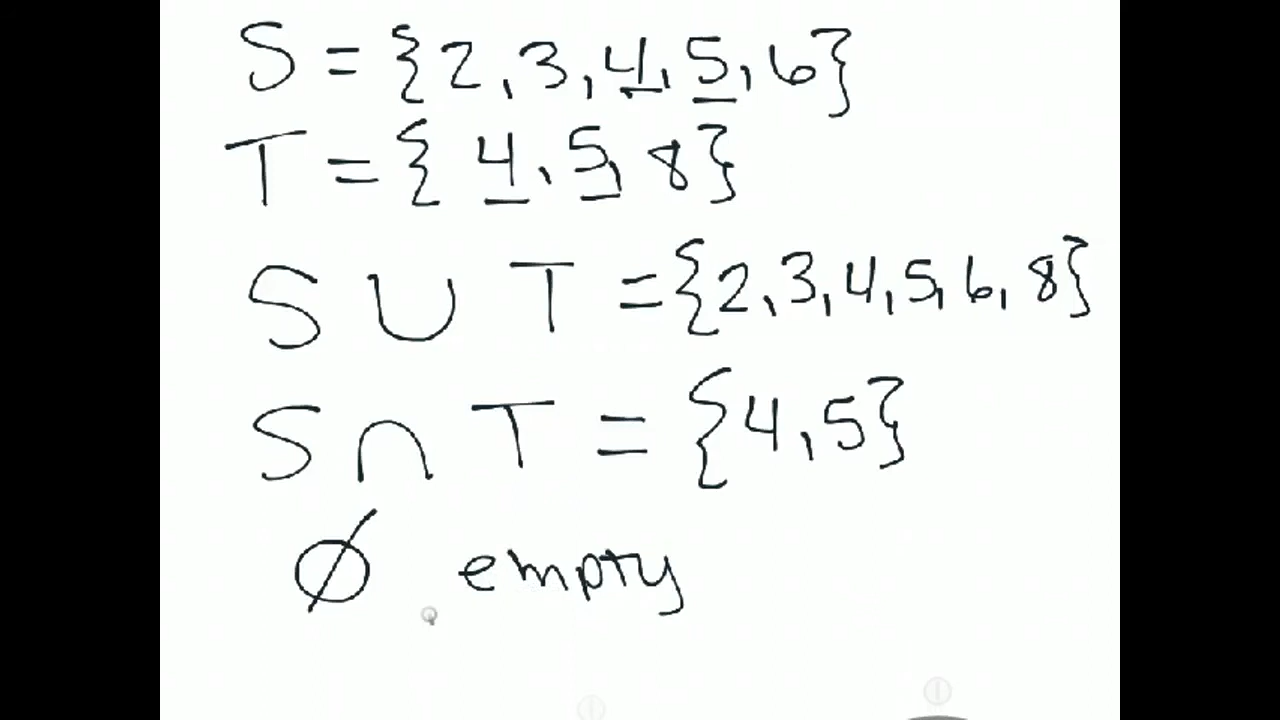 S = {2, 3, 4, 5, 6}
T = { 4, 5, 8}
S ∪ T = {2, 3, 4, 5, 6, 8}
S ∩ T = {4, 5}
∅ empty